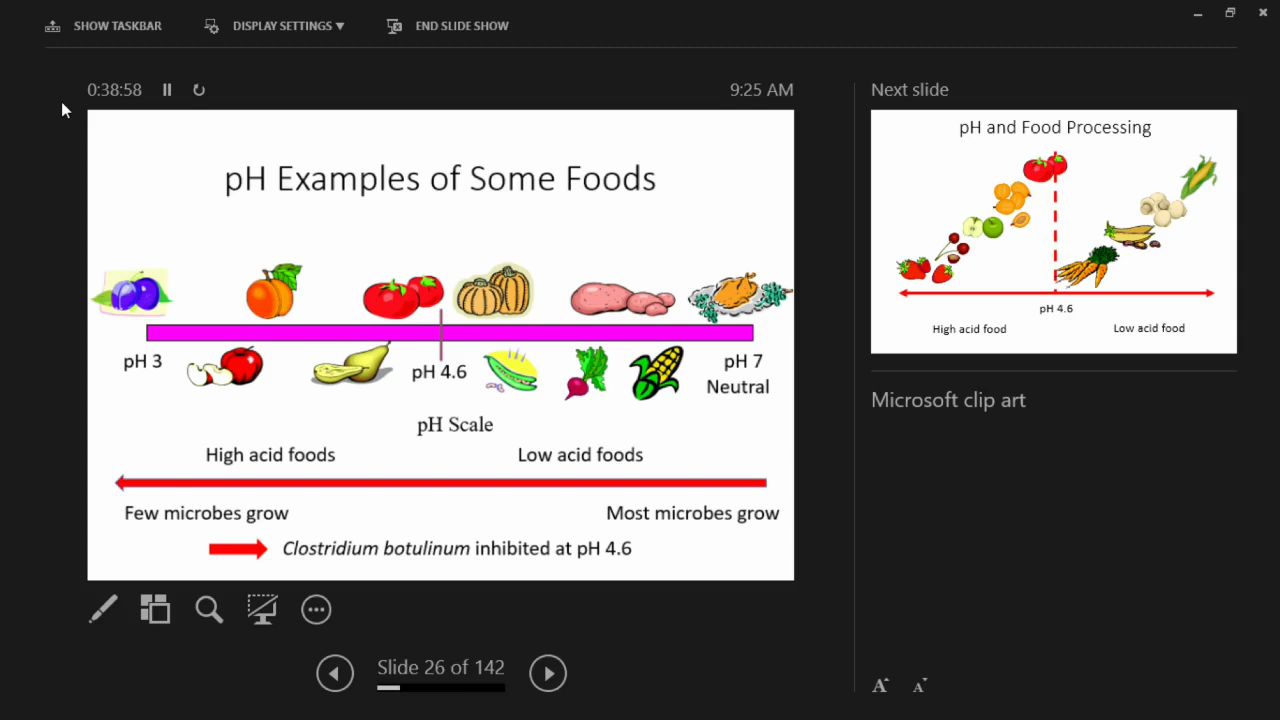 SHOW TASKBAR
DISPLAY SETTINGS ▼
END SLIDE SHOW
0:38:58
9:25 AM
pH Examples of Some Foods
pH 3
pH 4.6
pH 7
Neutral
pH Scale
High acid foods
Low acid foods
Few microbes grow
Most microbes grow
Clostridium botulinum inhibited at pH 4.6
Slide 26 of 142
Next slide
pH and Food Processing
pH 4.6
High acid food
Low acid food
Microsoft clip art
A
A